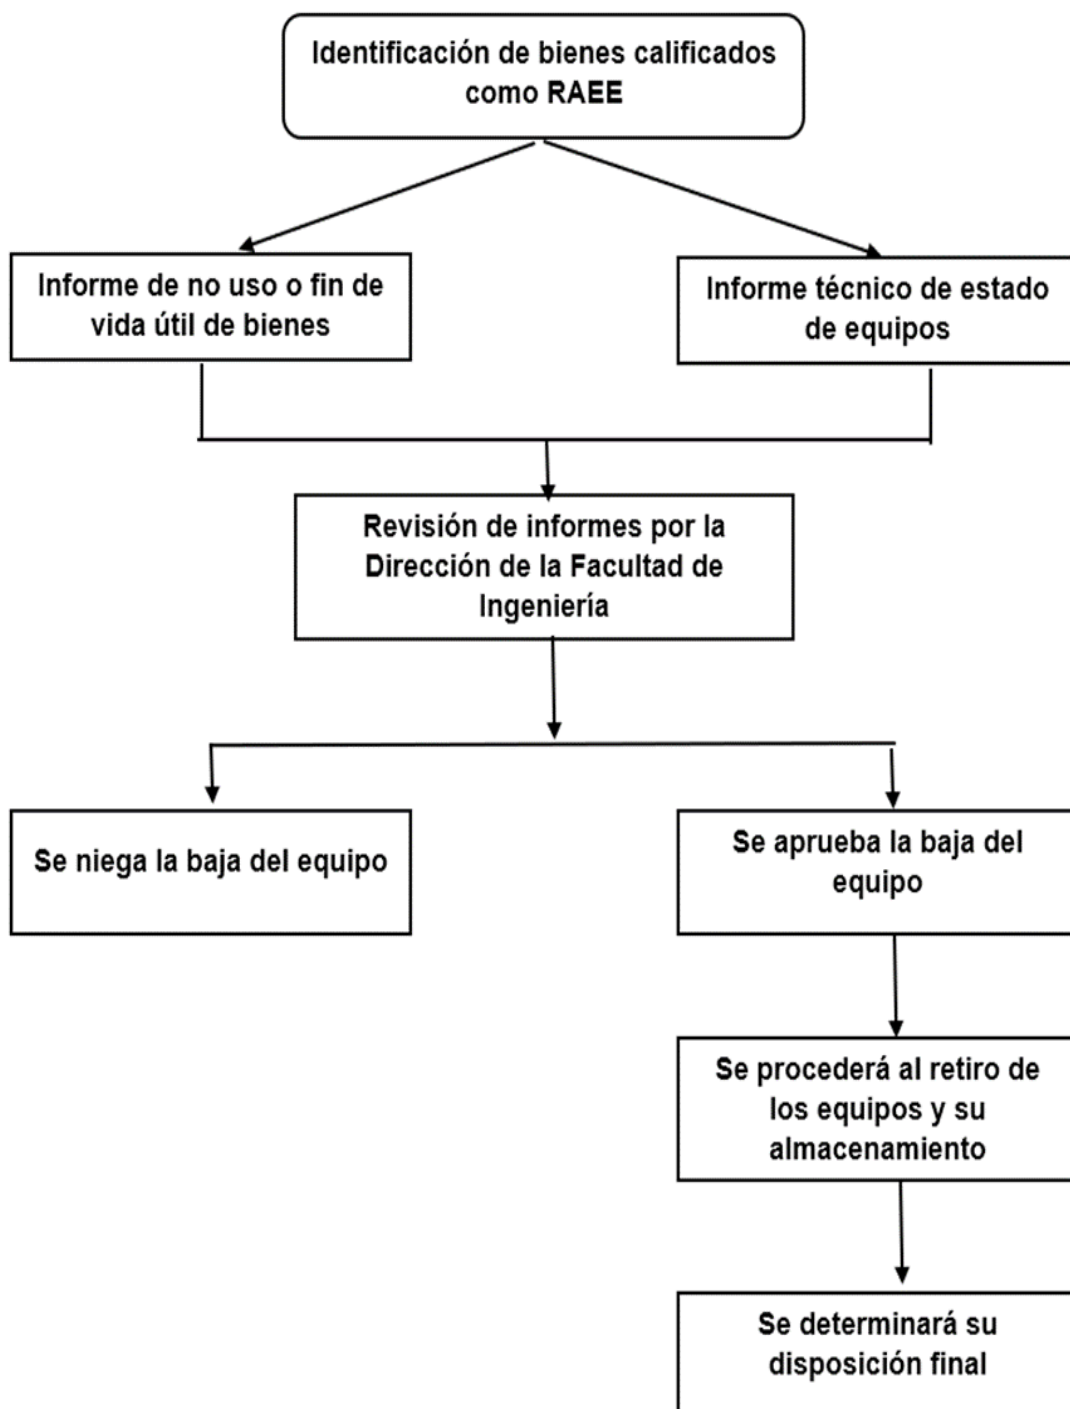 Identificación de bienes calificados
como RAEE
Informe de no uso o fin de
vida útil de bienes
Informe técnico de estado
de equipos
Revisión de informes por la
Dirección de la Facultad de
Ingeniería
Se niega la baja del equipo
Se aprueba la baja del
equipo
Se procederá al retiro de
los equipos y su
almacenamiento
Se determinará su
disposición final